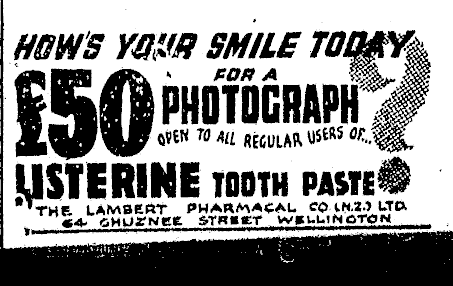 HOW'S YOUR SMILE TODAY
?
£50
FOR A
PHOTOGRAPH
OPEN TO ALL REGULAR USERS OF...
LISTERINE TOOTH PASTE
THE LAMBERT PHARMACAL CO. (N.Z.) LTD.
64 GHUZNEE STREET WELLINGTON